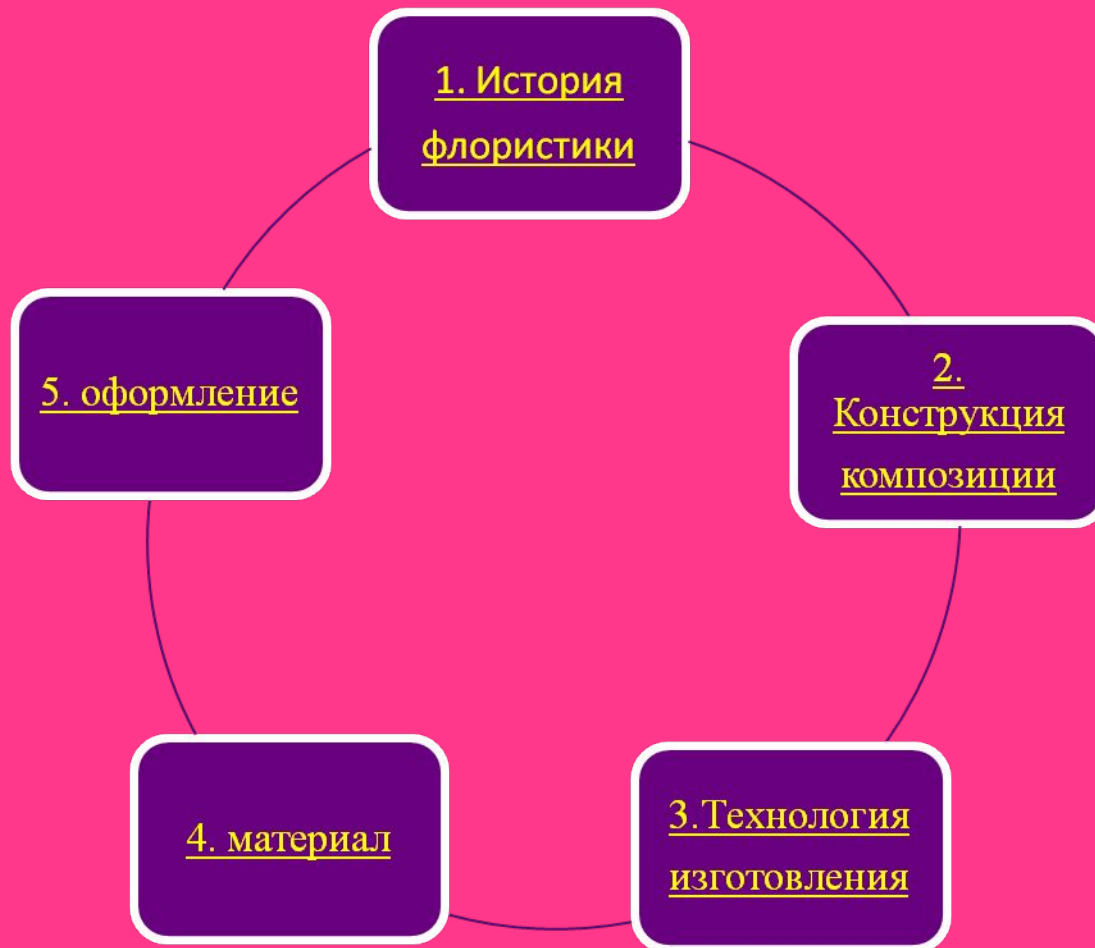 1. История
флористики
2.
Конструкция
композиции
3.Технология
изготовления
4. материал
5. оформление